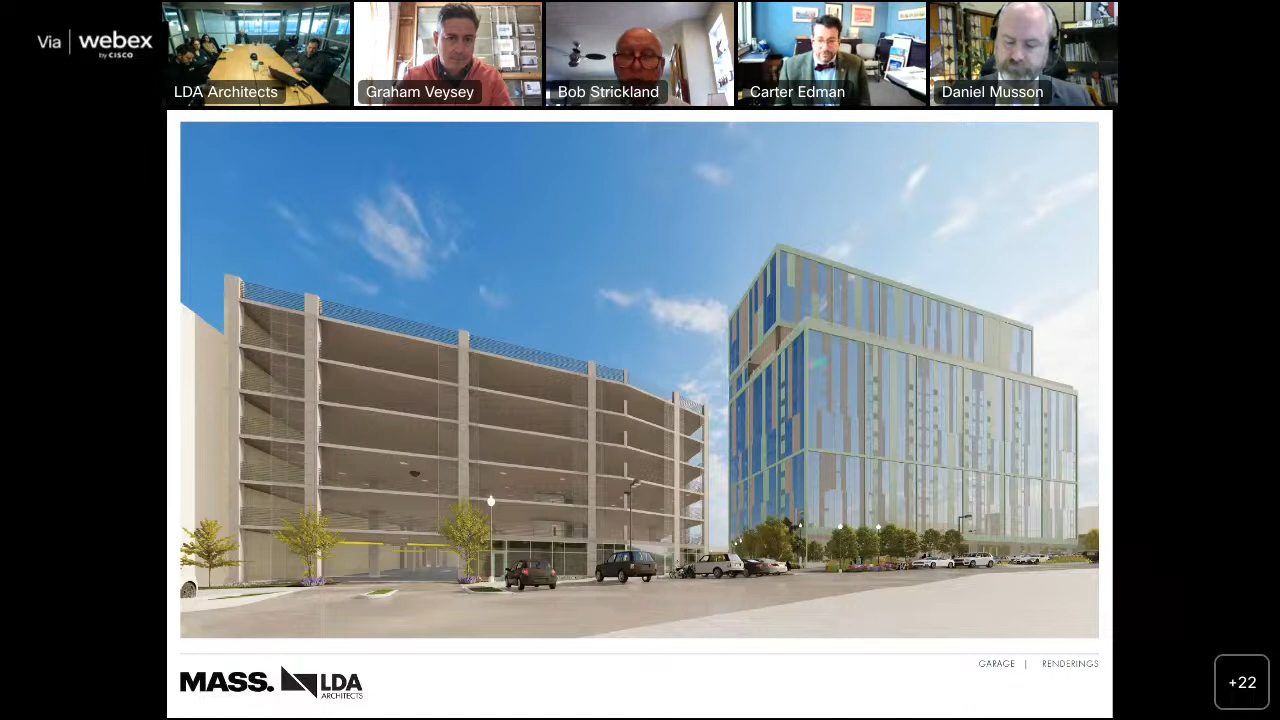 Via webex
by CISCO
LDA Architects
Graham Veysey
Bob Strickland
Carter Edman
Daniel Musson
GARAGE | RENDERINGS
MASS. LDA
ARCHITECTS
+22